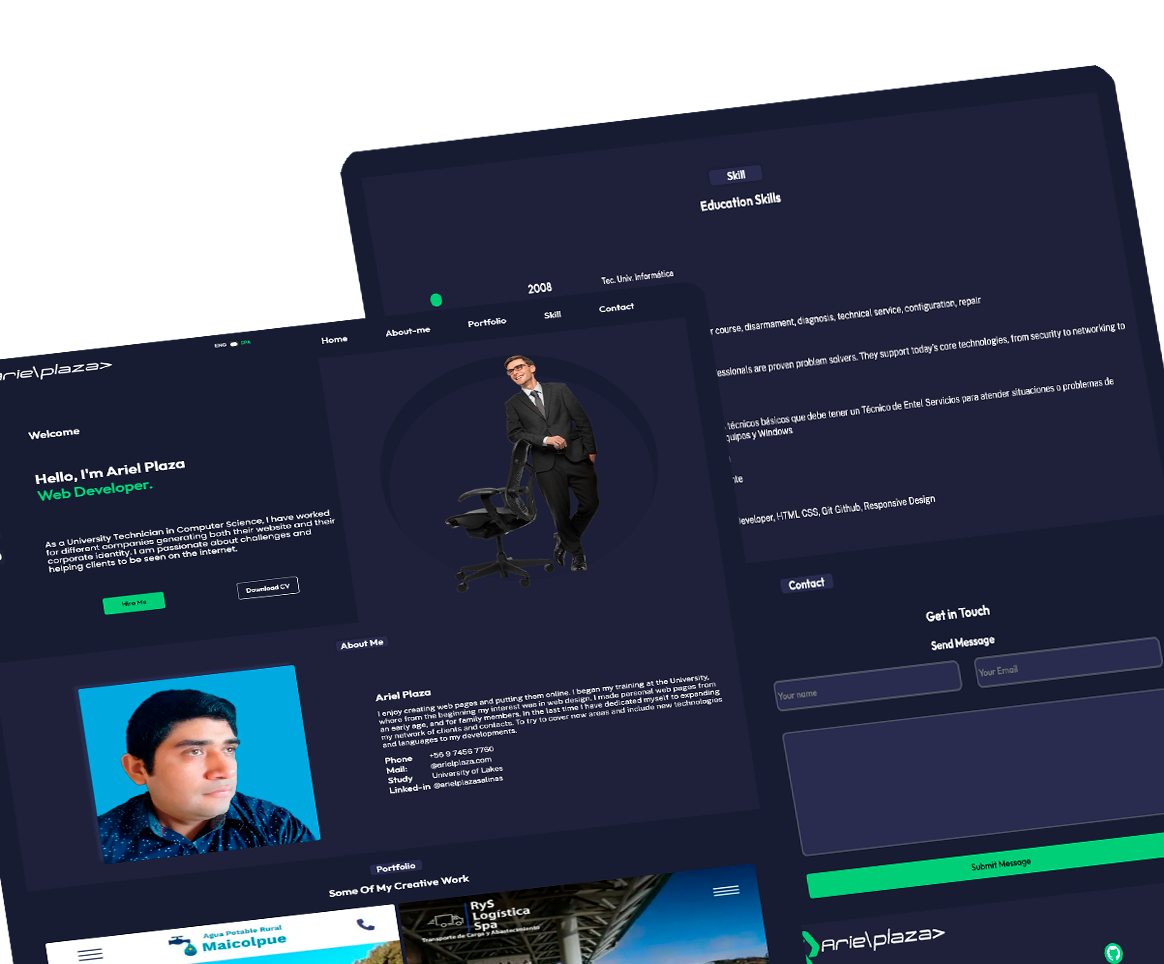 Skill
Education Skills
2008
Tec. Univ. Informática
course, disarmament, diagnosis, technical service, configuration, repair
are proven problem solvers. They support today's core technologies, from security to networking to
técnicos básicos que debe tener un Técnico de Entel Servicios para atender situaciones o problemas de
y Windows
HTML CSS, Git Github, Responsive Design
Contact
Get in Touch
Send Message
Your name
Your Email
Submit Message
Ariel\plaza>
ENG
SPA
Home
About-me
Portfolio
Skill
Contact
Welcome
Hello, I'm Ariel Plaza
Web Developer.
As a University Technician in Computer Science, I have worked
for different companies generating both their website and their
corporate identity. I am passionate about challenges and
helping clients to be seen on the internet.
Hire Me
Download CV
About Me
Ariel Plaza
I enjoy creating web pages and putting them online. I began my training at the University,
where from the beginning my interest was in web design, I made personal web pages from
an early age, and for family members. In the last time I have dedicated myself to expanding
my network of clients and contacts. To try to cover new areas and include new technologies
and languages to my developments.
Phone +56 9 7456 7760
Mail: @arielplaza.com
Study University of Lakes
Linked-in @arielplazasalinas
Portfolio
Some Of My Creative Work
Agua Potable Rural
Maicolpue
RyS
Logística
Spa
Transporte de Carga y Abastecimiento